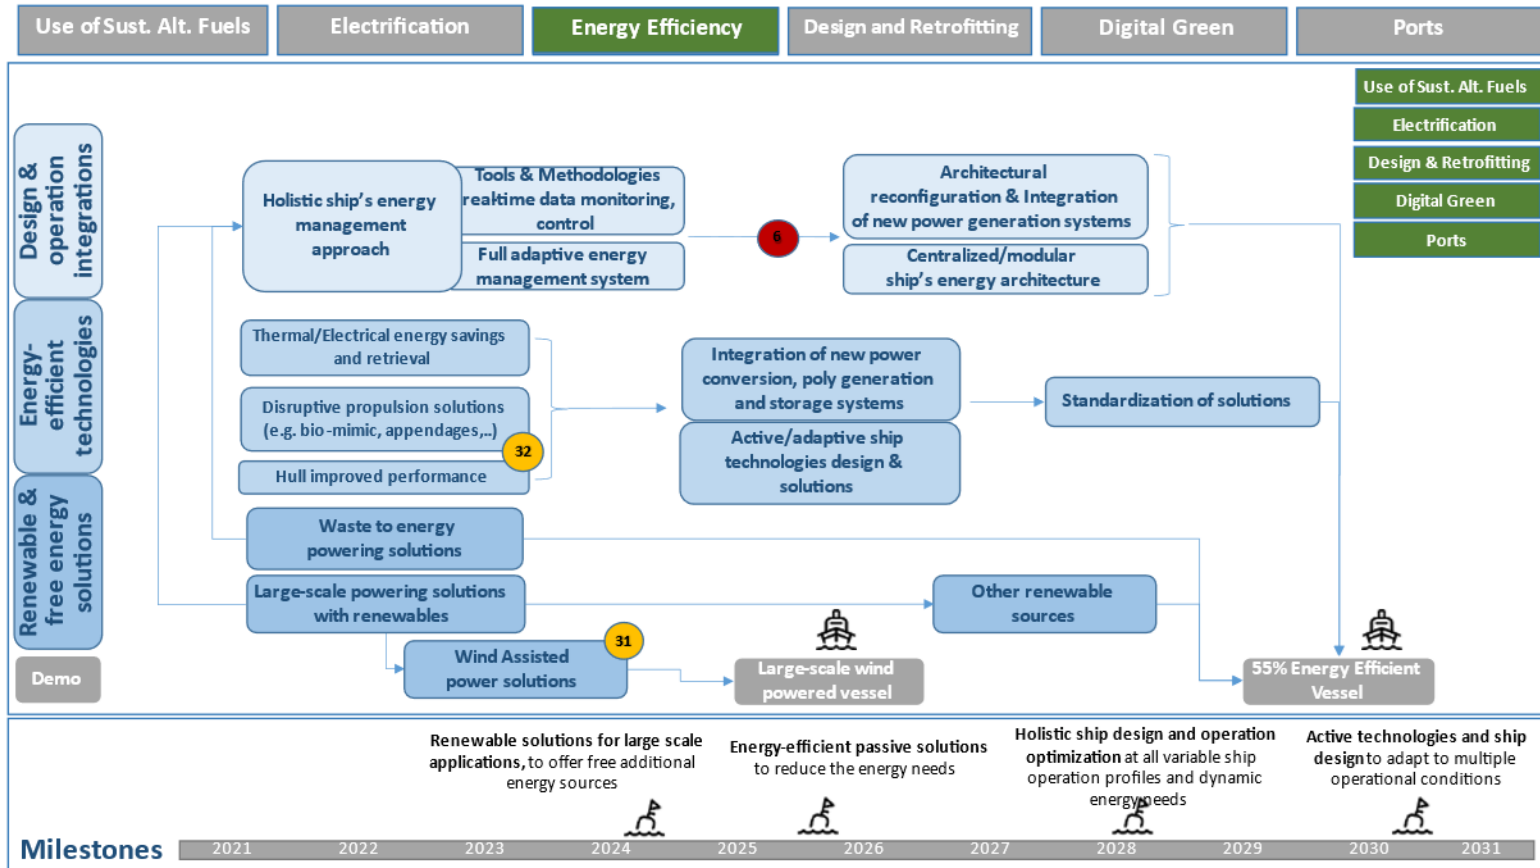 Use of Sust. Alt. Fuels
Electrification
Energy Efficiency
Design and Retrofitting
Digital Green
Ports
Use of Sust. Alt. Fuels
Electrification
Design & Retrofitting
Digital Green
Ports
Design &
operation
integrations
Holistic ship's energy
management
approach
Tools & Methodologies
realtime data monitoring,
control
Full adaptive energy
management system
6
Architectural
reconfiguration & Integration
of new power generation systems
Centralized/modular
ship's energy architecture
Energy-
efficient
technologies
Thermal/Electrical energy savings
and retrieval
Disruptive propulsion solutions
(e.g. bio-mimic, appendages,..)
32
Hull improved performance
Integration of new power
conversion, poly generation
and storage systems
Active/adaptive ship
technologies design &
solutions
Standardization of solutions
Renewable &
free energy
solutions
Waste to energy
powering solutions
Large-scale powering solutions
with renewables
Other renewable
sources
Wind Assisted
power solutions
31
Demo
Large-scale wind
powered vessel
55% Energy Efficient
Vessel
Renewable solutions for large scale
applications, to offer free additional
energy sources
Energy-efficient passive solutions
to reduce the energy needs
Holistic ship design and operation
optimization at all variable ship
operation profiles and dynamic
energy needs
Active technologies and ship
design to adapt to multiple
operational conditions
Milestones
2021 2022 2023 2024 2025 2026 2027 2028 2029 2030 2031